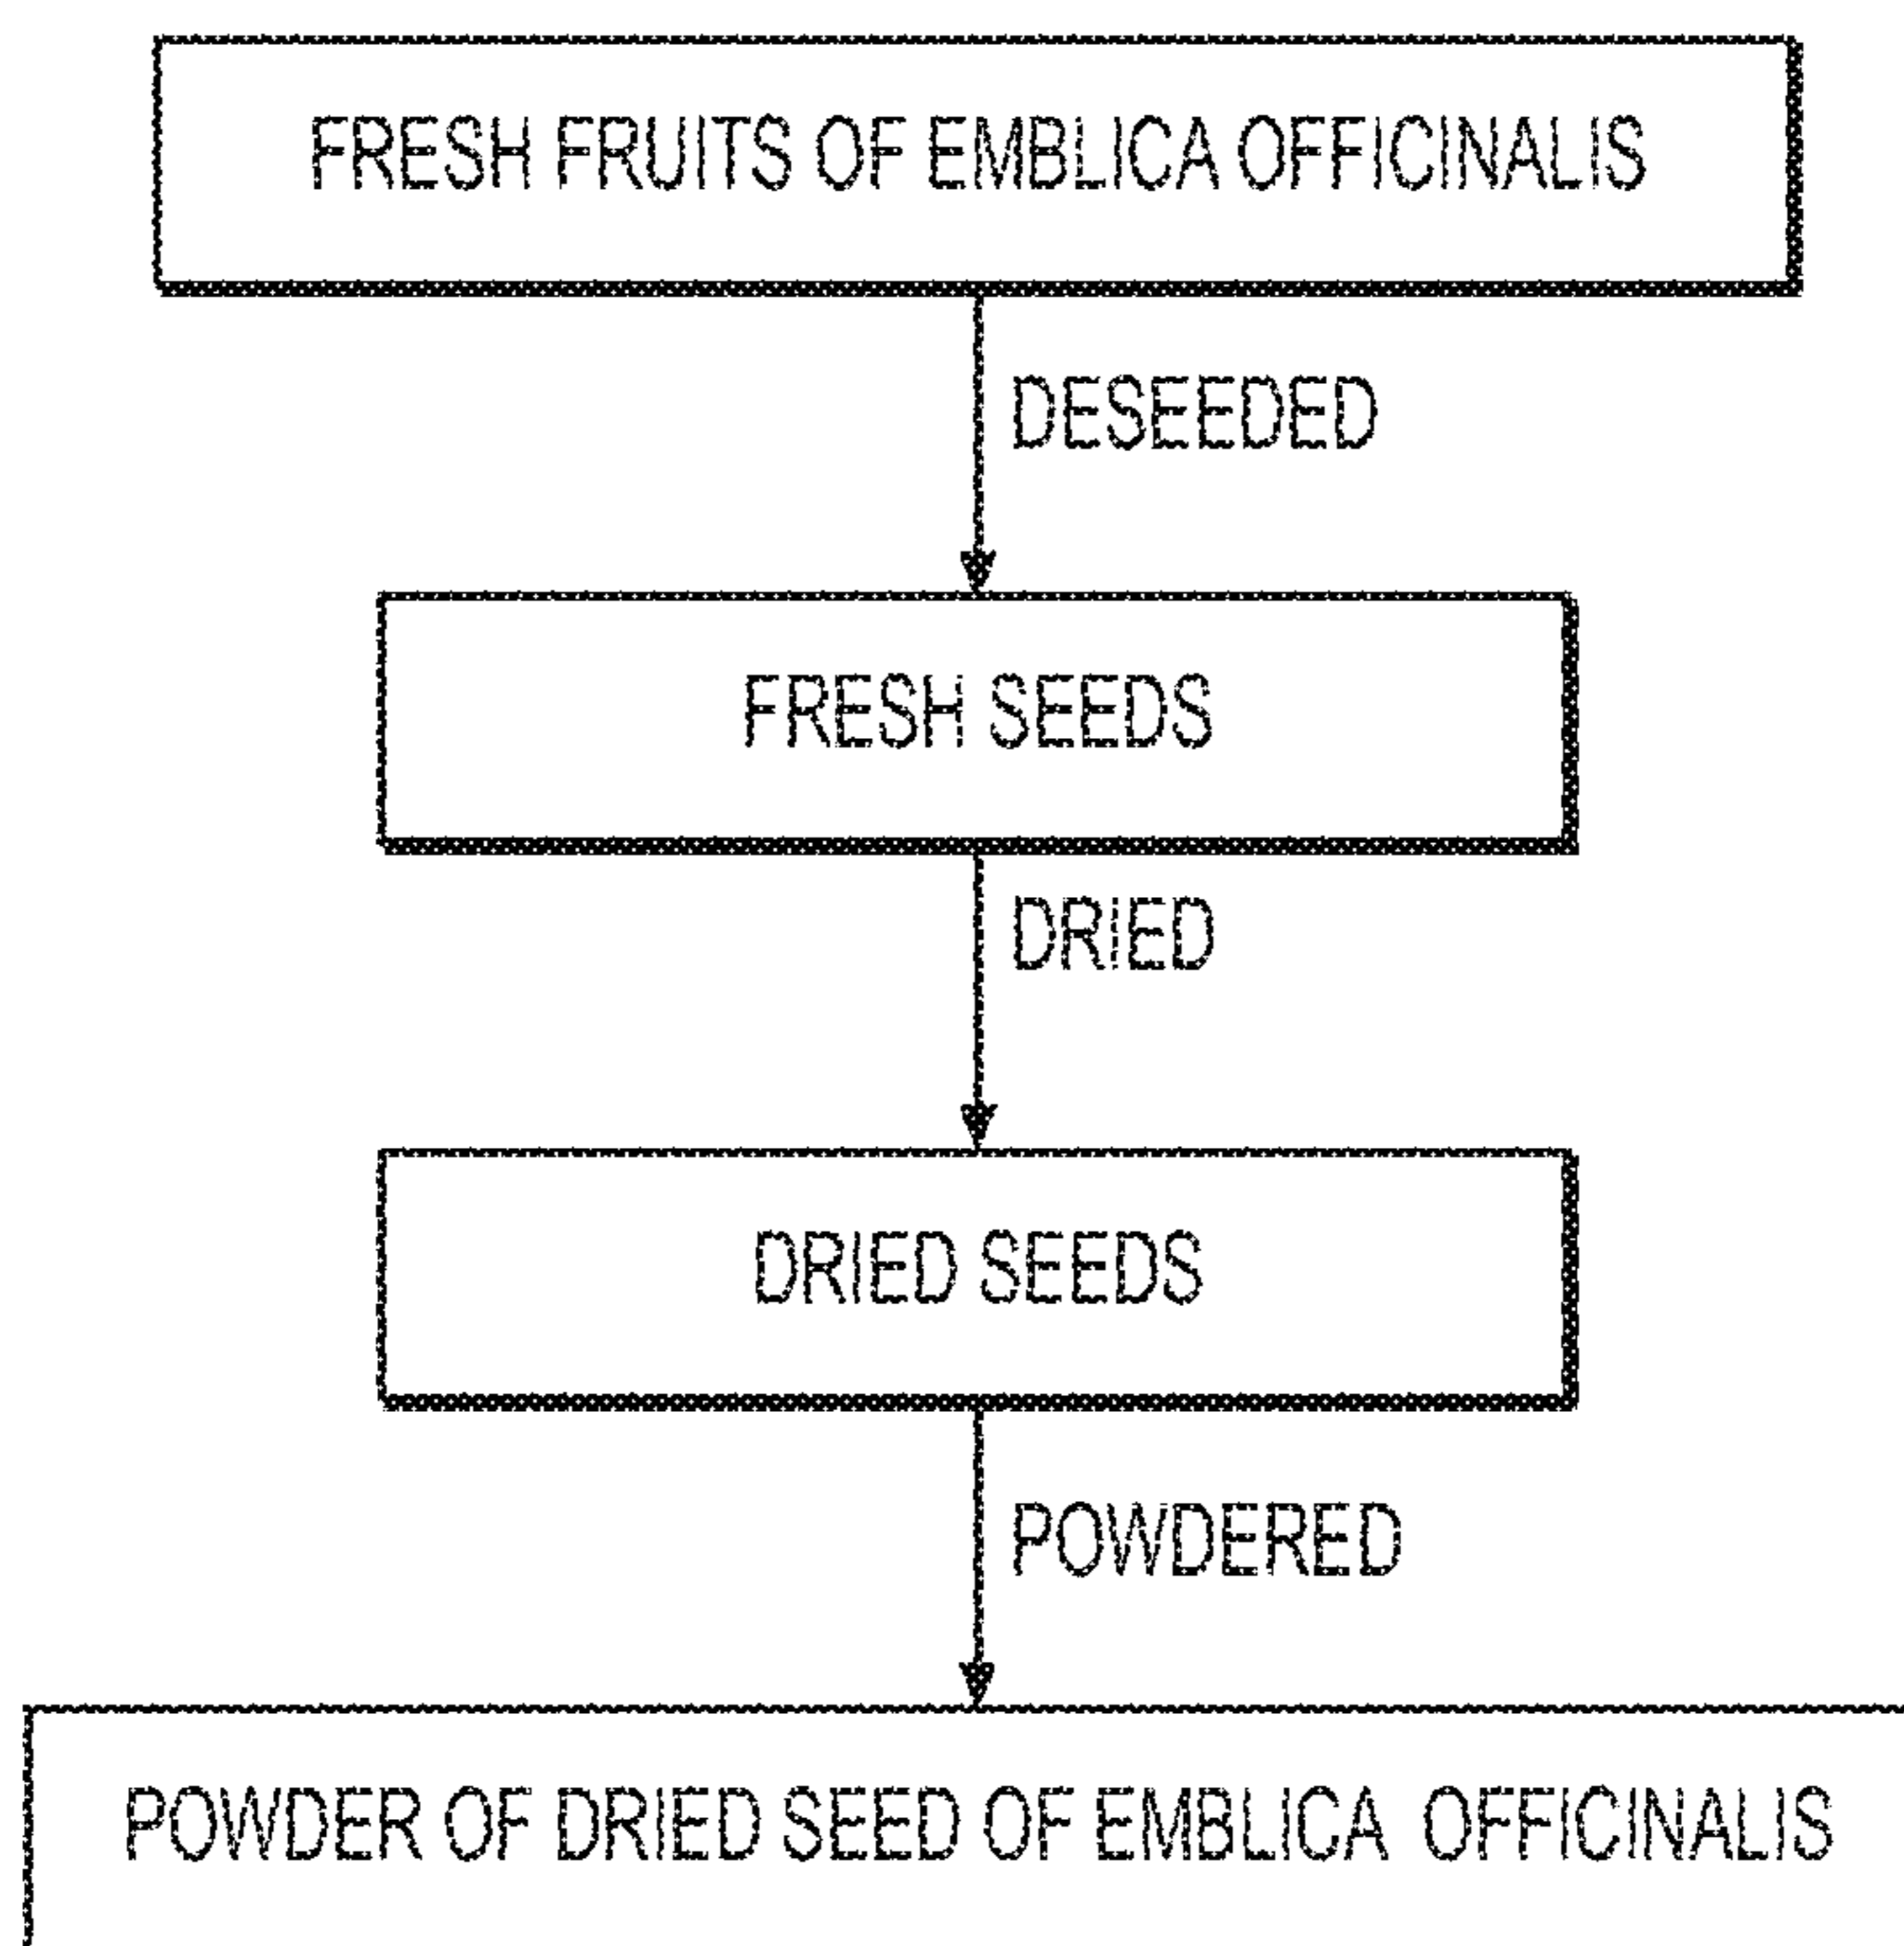 FRESH FRUITS OF EMBLICA OFFICINALIS
DESEEDED
FRESH SEEDS
DRIED
DRIED SEEDS
POWDERED
POWDER OF DRIED SEED OF EMBLICA OFFICINALIS